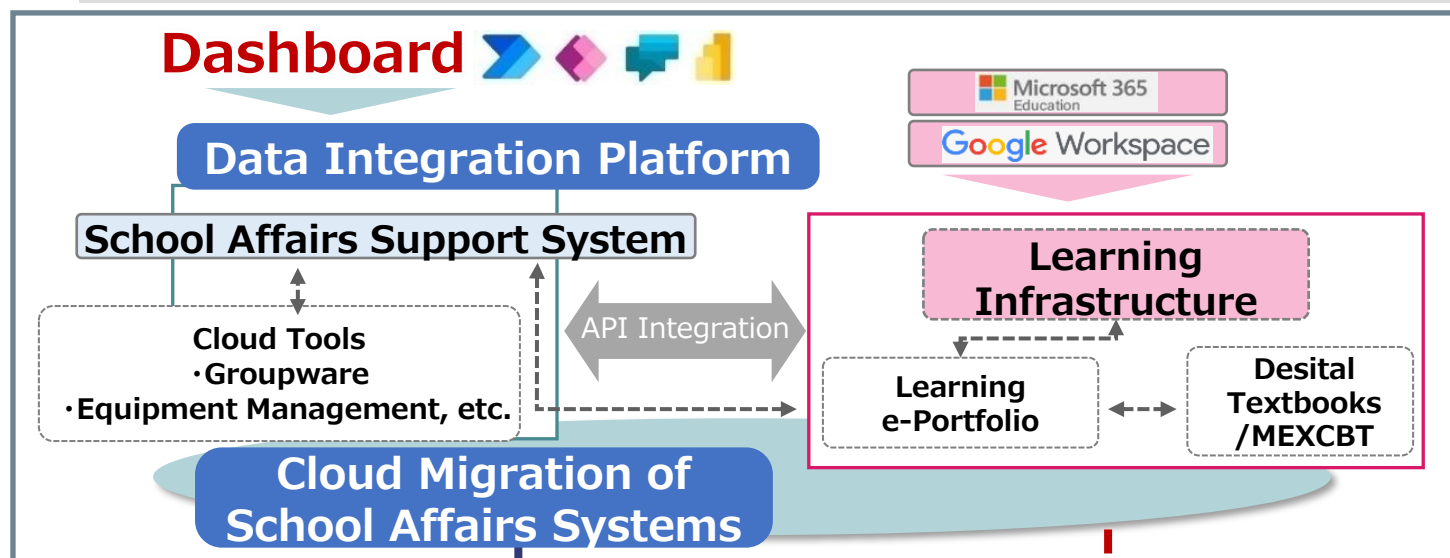 Dashboard
Microsoft 365
Education
Google Workspace
Data Integration Platform
School Affairs Support System
Cloud Tools
・Groupware
・Equipment Management, etc.
API Integration
Learning
Infrastructure
Learning
e-Portfolio
Desital
Textbooks
/MEXCBT
Cloud Migration of
School Affairs Systems